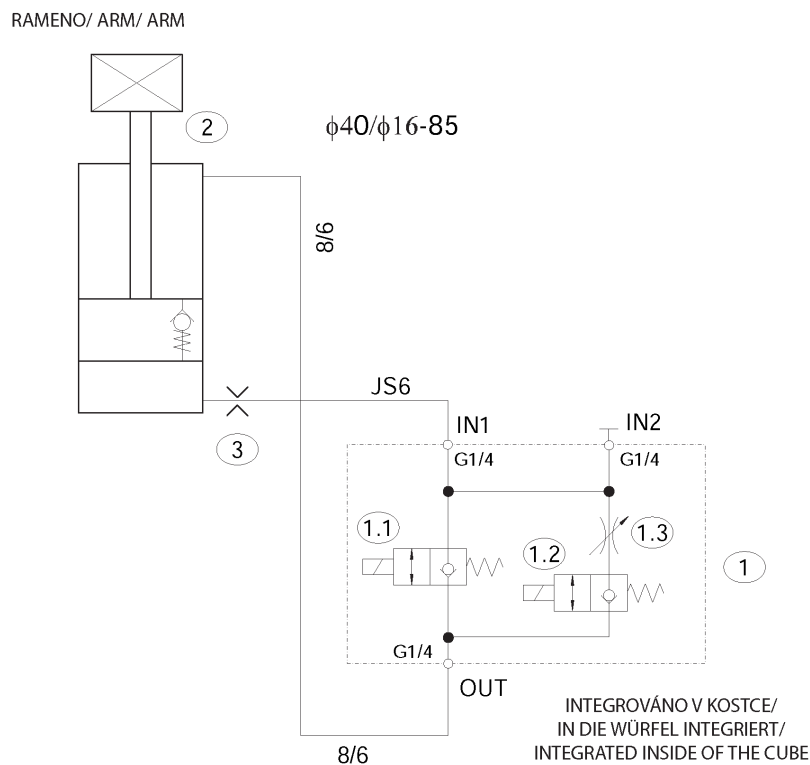 RAMENO/ ARM/ ARM
2
ϕ40/ϕ16-85
8/6
JS6
3
IN1
IN2
G1/4
G1/4
1.1
1.2
1.3
1
G1/4
OUT
8/6
INTEGROVÁNO V KOSTCE/
IN DIE WÜRFEL INTEGRIERT/
INTEGRATED INSIDE OF THE CUBE